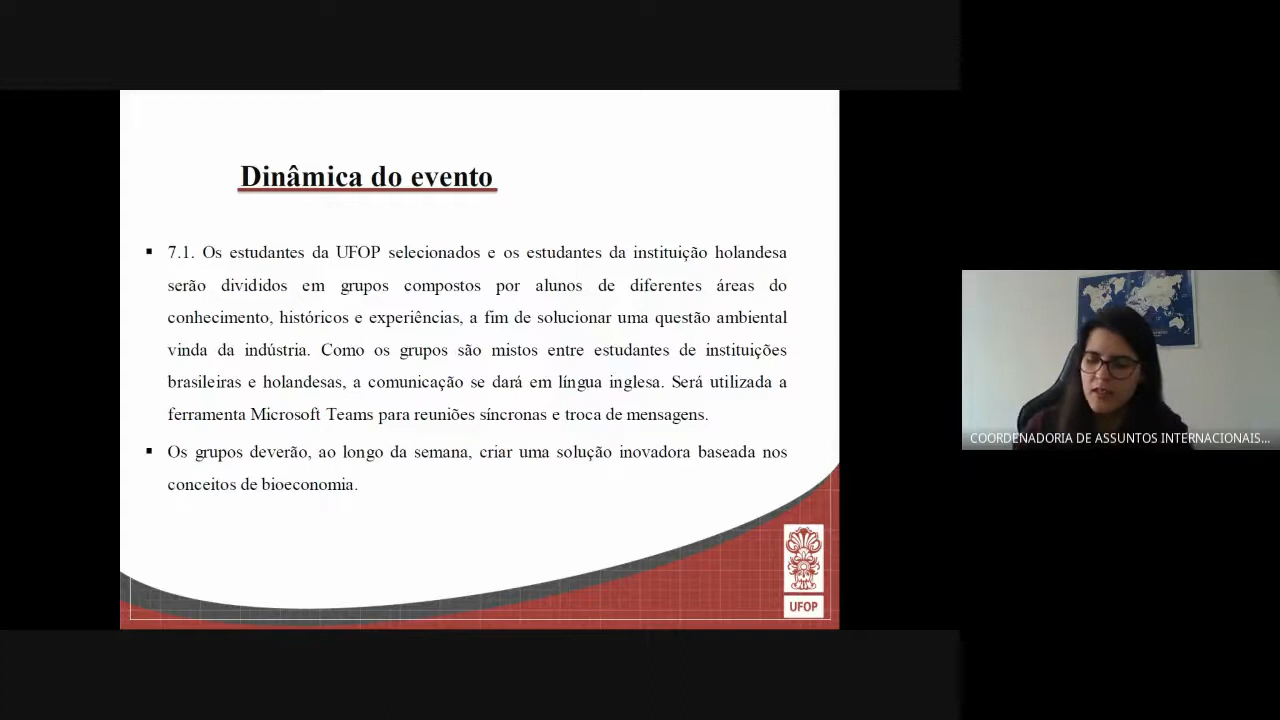 Dinâmica do evento
▪ 7.1. Os estudantes da UFOP selecionados e os estudantes da instituição holandesa
serão divididos em grupos compostos por alunos de diferentes áreas do
conhecimento, históricos e experiências, a fim de solucionar uma questão ambiental
vinda da indústria. Como os grupos são mistos entre estudantes de instituições
brasileiras e holandesas, a comunicação se dará em língua inglesa. Será utilizada a
ferramenta Microsoft Teams para reuniões síncronas e troca de mensagens.
▪ Os grupos deverão, ao longo da semana, criar uma solução inovadora baseada nos
conceitos de bioeconomia.
UFOP
COORDENADORIA DE ASSUNTOS INTERNACIONAIS...